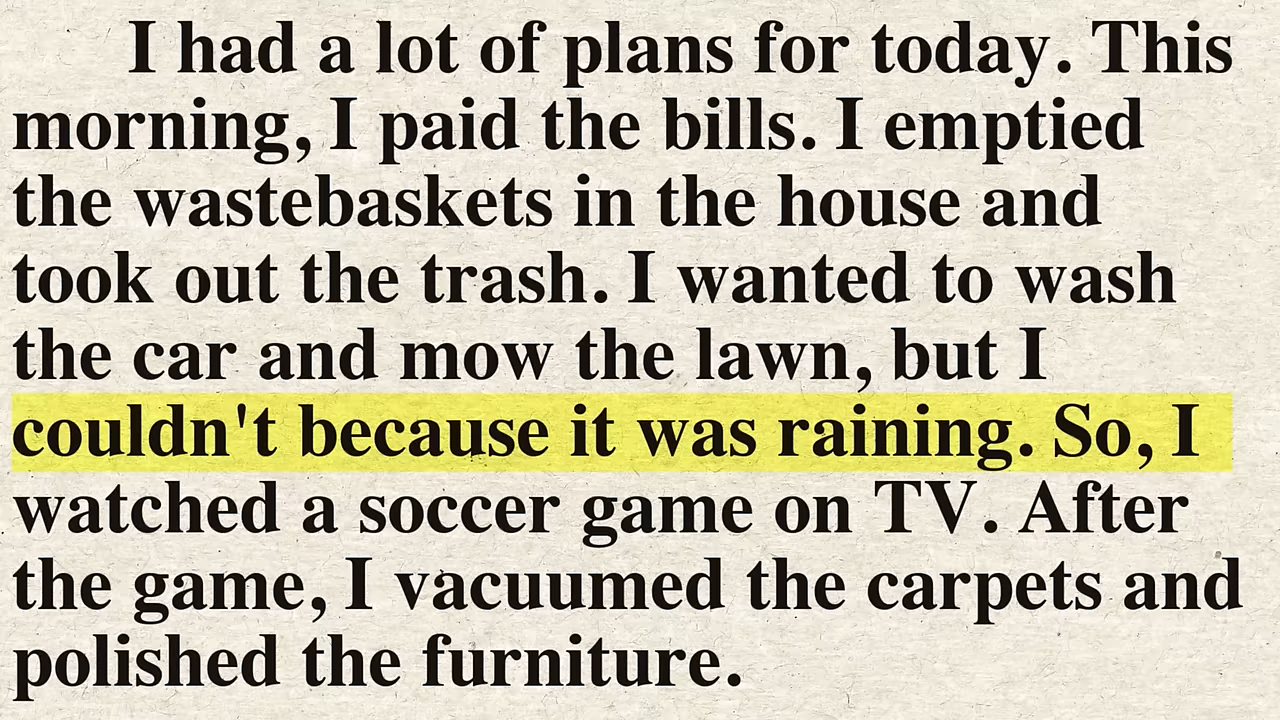 I had a lot of plans for today. This
morning, I paid the bills. I emptied
the wastebaskets in the house and
took out the trash. I wanted to wash
the car and mow the lawn, but I
couldn't because it was raining. So, I
watched a soccer game on TV. After
the game, I vacuumed the carpets and
polished the furniture.